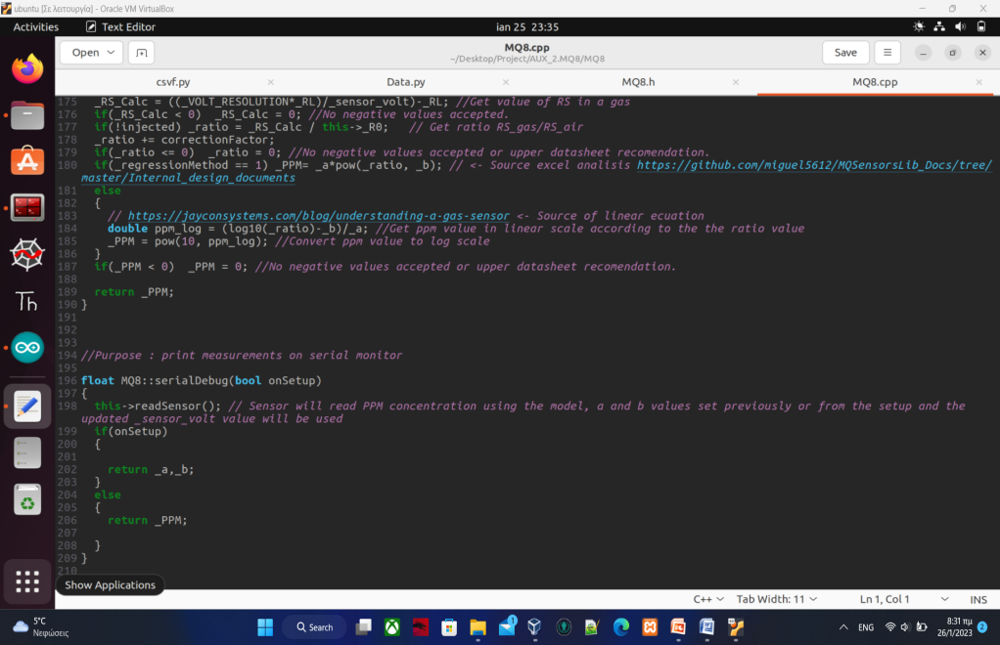 ubuntu [Σε λειτουργία] - Oracle VM VirtualBox
Activities
Text Editor
ian 25 23:35
Open
MQ8.cpp
~/Desktop/Project/AUX_2.MQ8/MQ8
Save
csvf.py
Data.py
MQ8.h
MQ8.cpp
175 _RS_Calc = ((_VOLT_RESOLUTION*_RL)/_sensor_volt)-_RL; //Get value of RS in a gas
176 if(_RS_Calc < 0) _RS_Calc = 0; //No negative values accepted.
177 if(!injected) _ratio = _RS_Calc / this->_R0; // Get ratio RS_gas/RS_air
178 _ratio += correctionFactor;
179 if(_ratio <= 0) _ratio = 0; //No negative values accepted or upper datasheet recomendation.
180 if(_regressionMethod == 1) _PPM= _a*pow(_ratio, _b); // <- Source excel analisis https://github.com/miguel5612/MQSensorsLib_Docs/tree/
master/Internal_design_documents
181 else
182 {
183 // https://jayconsystems.com/blog/understanding-a-gas-sensor <- Source of linear ecuation
184 double ppm_log = (log10(_ratio)-_b)/_a; //Get ppm value in linear scale according to the the ratio value
185 _PPM = pow(10, ppm_log); //Convert ppm value to log scale
186 }
187 if(_PPM < 0) _PPM = 0; //No negative values accepted or upper datasheet recomendation.
188
189 return _PPM;
190 }
191
192
193
194 //Purpose : print measurements on serial monitor
195
196 float MQ8::serialDebug(bool onSetup)
197 {
198 this->readSensor(); // Sensor will read PPM concentration using the model, a and b values set previously or from the setup and the
updated _sensor_volt value will be used
199 if(onSetup)
200 {
201
202 return _a,_b;
203 }
204 else
205 {
206 return _PPM;
207
208 }
209 }
210
Th
Show Applications
C++
Tab Width: 11
Ln 1, Col 1
INS
5°C
Νεφώσεις
Search
1
ENG
8:31 πμ
26/1/2023
2